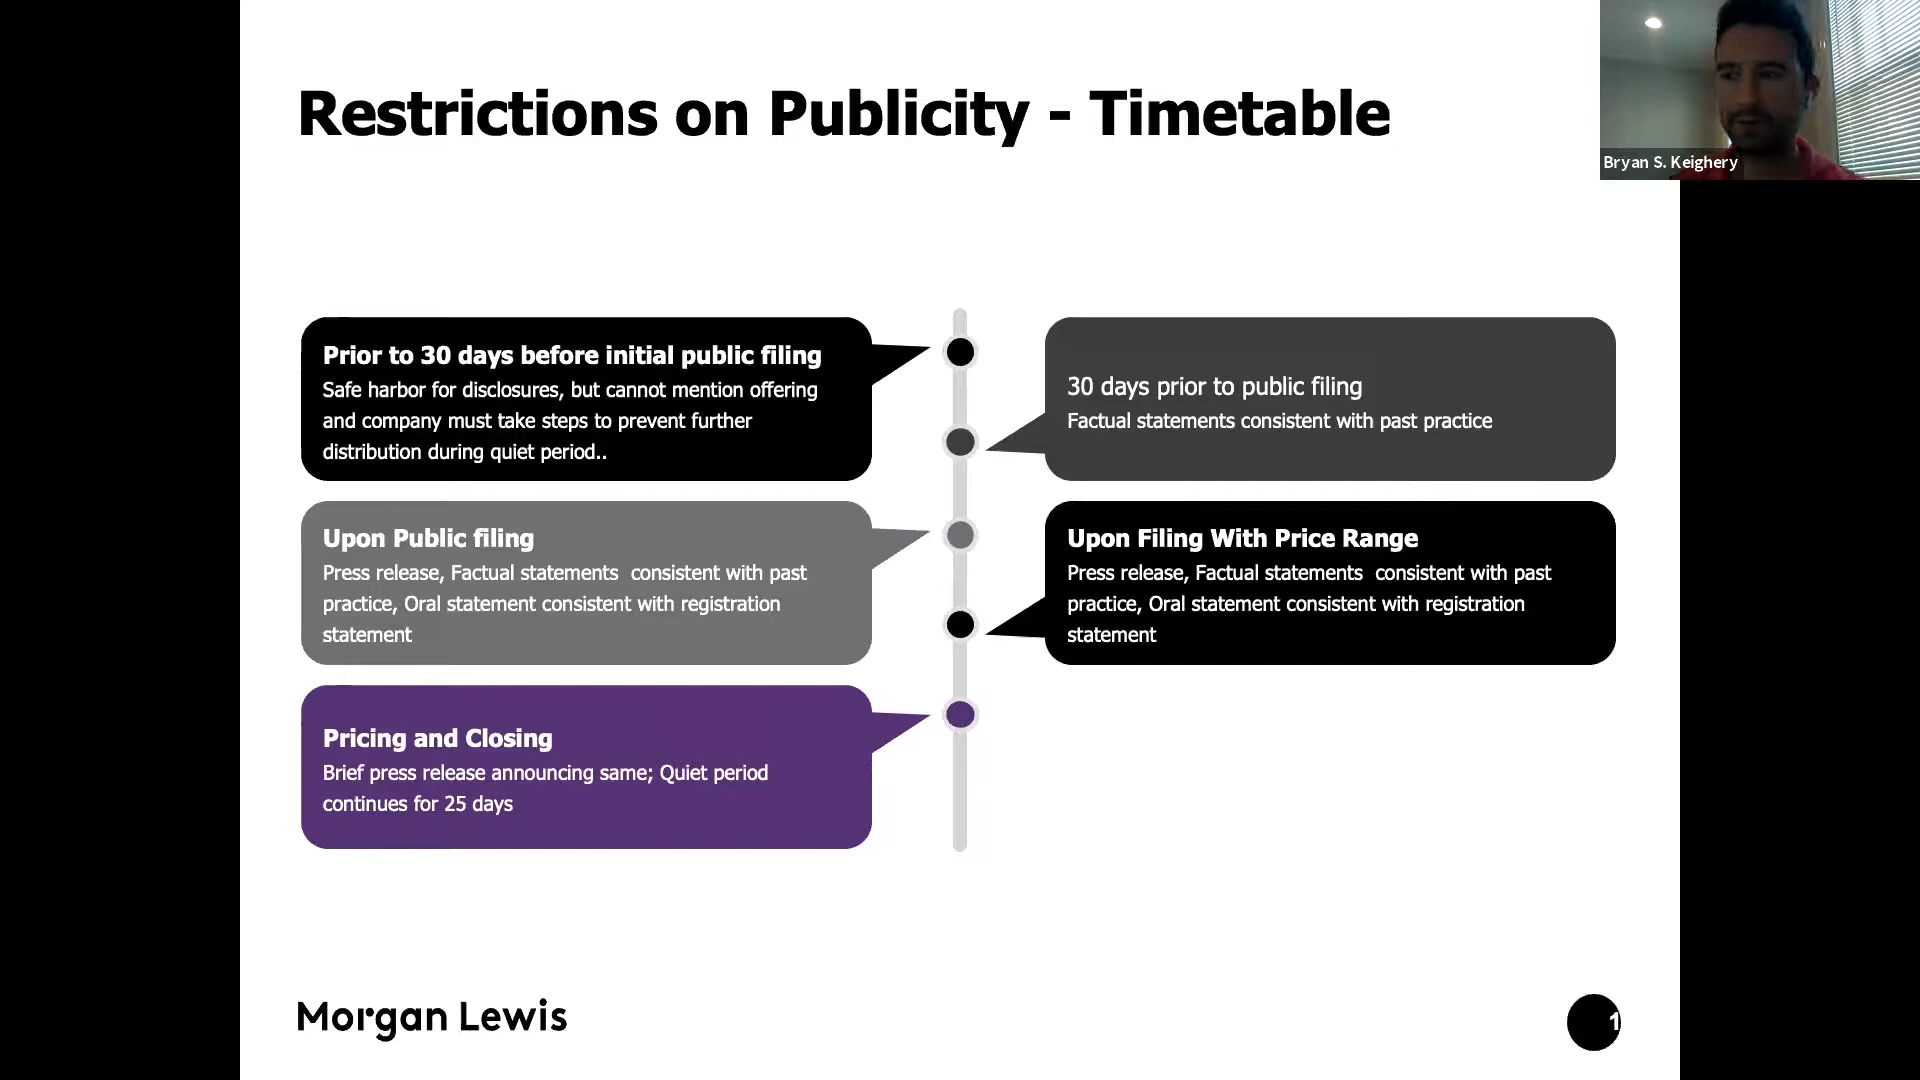 Restrictions on Publicity - Timetable
Bryan S. Keighery
Prior to 30 days before initial public filing
Safe harbor for disclosures, but cannot mention offering
and company must take steps to prevent further
distribution during quiet period..
30 days prior to public filing
Factual statements consistent with past practice
Upon Public filing
Press release, Factual statements  consistent with past
practice, Oral statement consistent with registration
statement
Upon Filing With Price Range
Press release, Factual statements  consistent with past
practice, Oral statement consistent with registration
statement
Pricing and Closing
Brief press release announcing same; Quiet period
continues for 25 days
Morgan Lewis